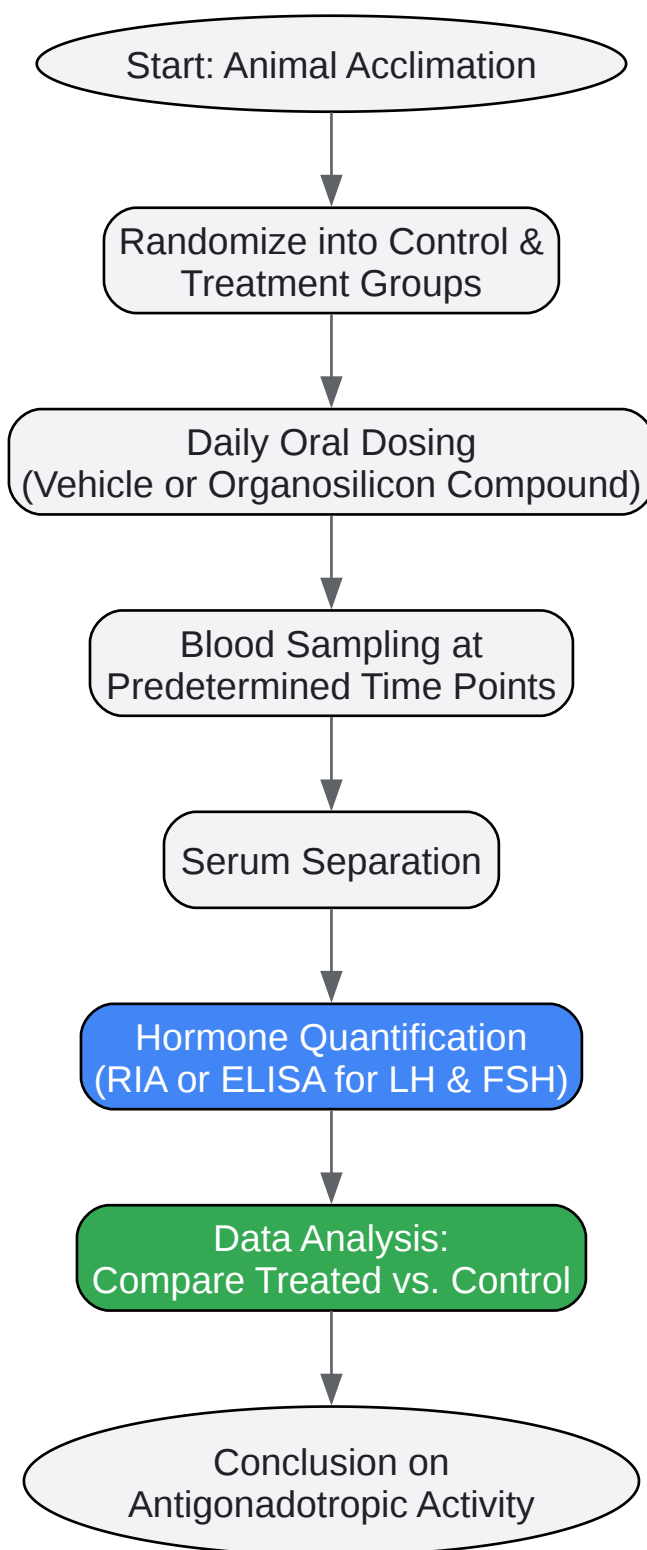 Start: Animal Acclimation
Randomize into Control &
Treatment Groups
Daily Oral Dosing
(Vehicle or Organosilicon Compound)
Blood Sampling at
Predetermined Time Points
Serum Separation
Hormone Quantification
(RIA or ELISA for LH & FSH)
Data Analysis:
Compare Treated vs. Control
Conclusion on
Antigonadotropic Activity